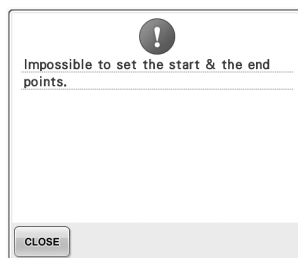 Impossible to set the start & the end
points.
CLOSE